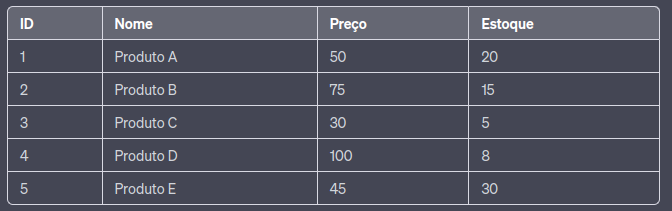 ID Nome Preço Estoque
1 Produto A 50 20
2 Produto B 75 15
3 Produto C 30 5
4 Produto D 100 8
5 Produto E 45 30